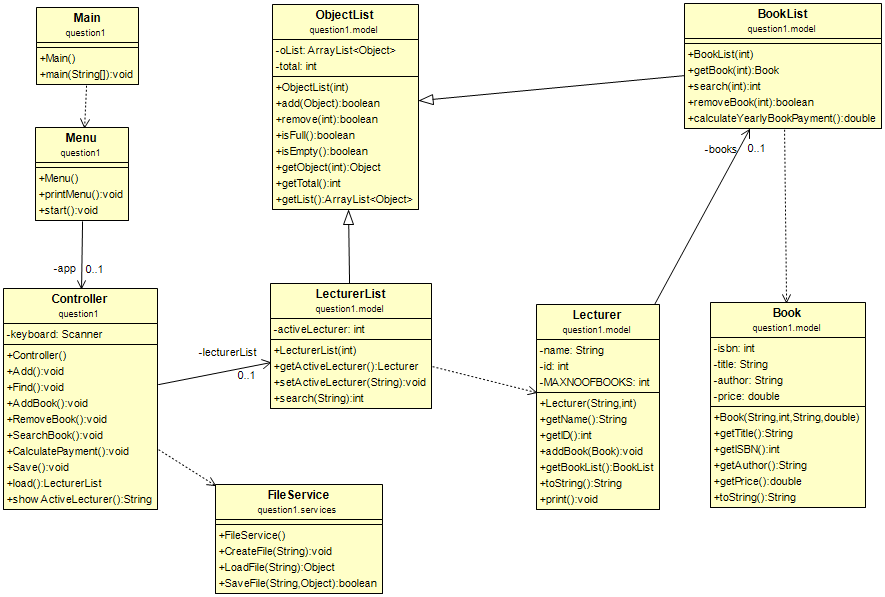 Main
question1
+Main()
+main(String[]):void
Menu
question1
+Menu()
+printMenu():void
+start():void
-app
0..1
Controller
question1
-keyboard: Scanner
+Controller()
+Add():void
+Find():void
+AddBook():void
+RemoveBook():void
+SearchBook():void
+CalculatePayment():void
+Save():void
+load():LecturerList
+show ActiveLecturer():String
ObjectList
question1.model
-oList: ArrayList<Object>
-total: int
+ObjectList(int)
+add(Object):boolean
+remove(int):boolean
+isFull():boolean
+isEmpty():boolean
+getObject(int):Object
+getTotal():int
+getList():ArrayList<Object>
-lecturerList
0..1
LecturerList
question1.model
-activeLecturer: int
+LecturerList(int)
+getActiveLecturer():Lecturer
+setActiveLecturer(String):void
+search(String):int
FileService
question1.services
+FileService()
+CreateFile(String):void
+LoadFile(String):Object
+SaveFile(String,Object):boolean
BookList
question1.model
+BookList(int)
+getBook(int):Book
+search(int):int
+removeBook(int):boolean
+calculateYearlyBookPayment():double
-books
0..1
Lecturer
question1.model
-name: String
-id: int
-MAXNOOFBOOKS: int
+Lecturer(String,int)
+getName():String
+getID():int
+addBook(Book):void
+getBookList():BookList
+toString():String
+print():void
Book
question1.model
-isbn: int
-title: String
-author: String
-price: double
+Book(String,int,String,double)
+getTitle():String
+getISBN():int
+getAuthor():String
+getPrice():double
+toString():String